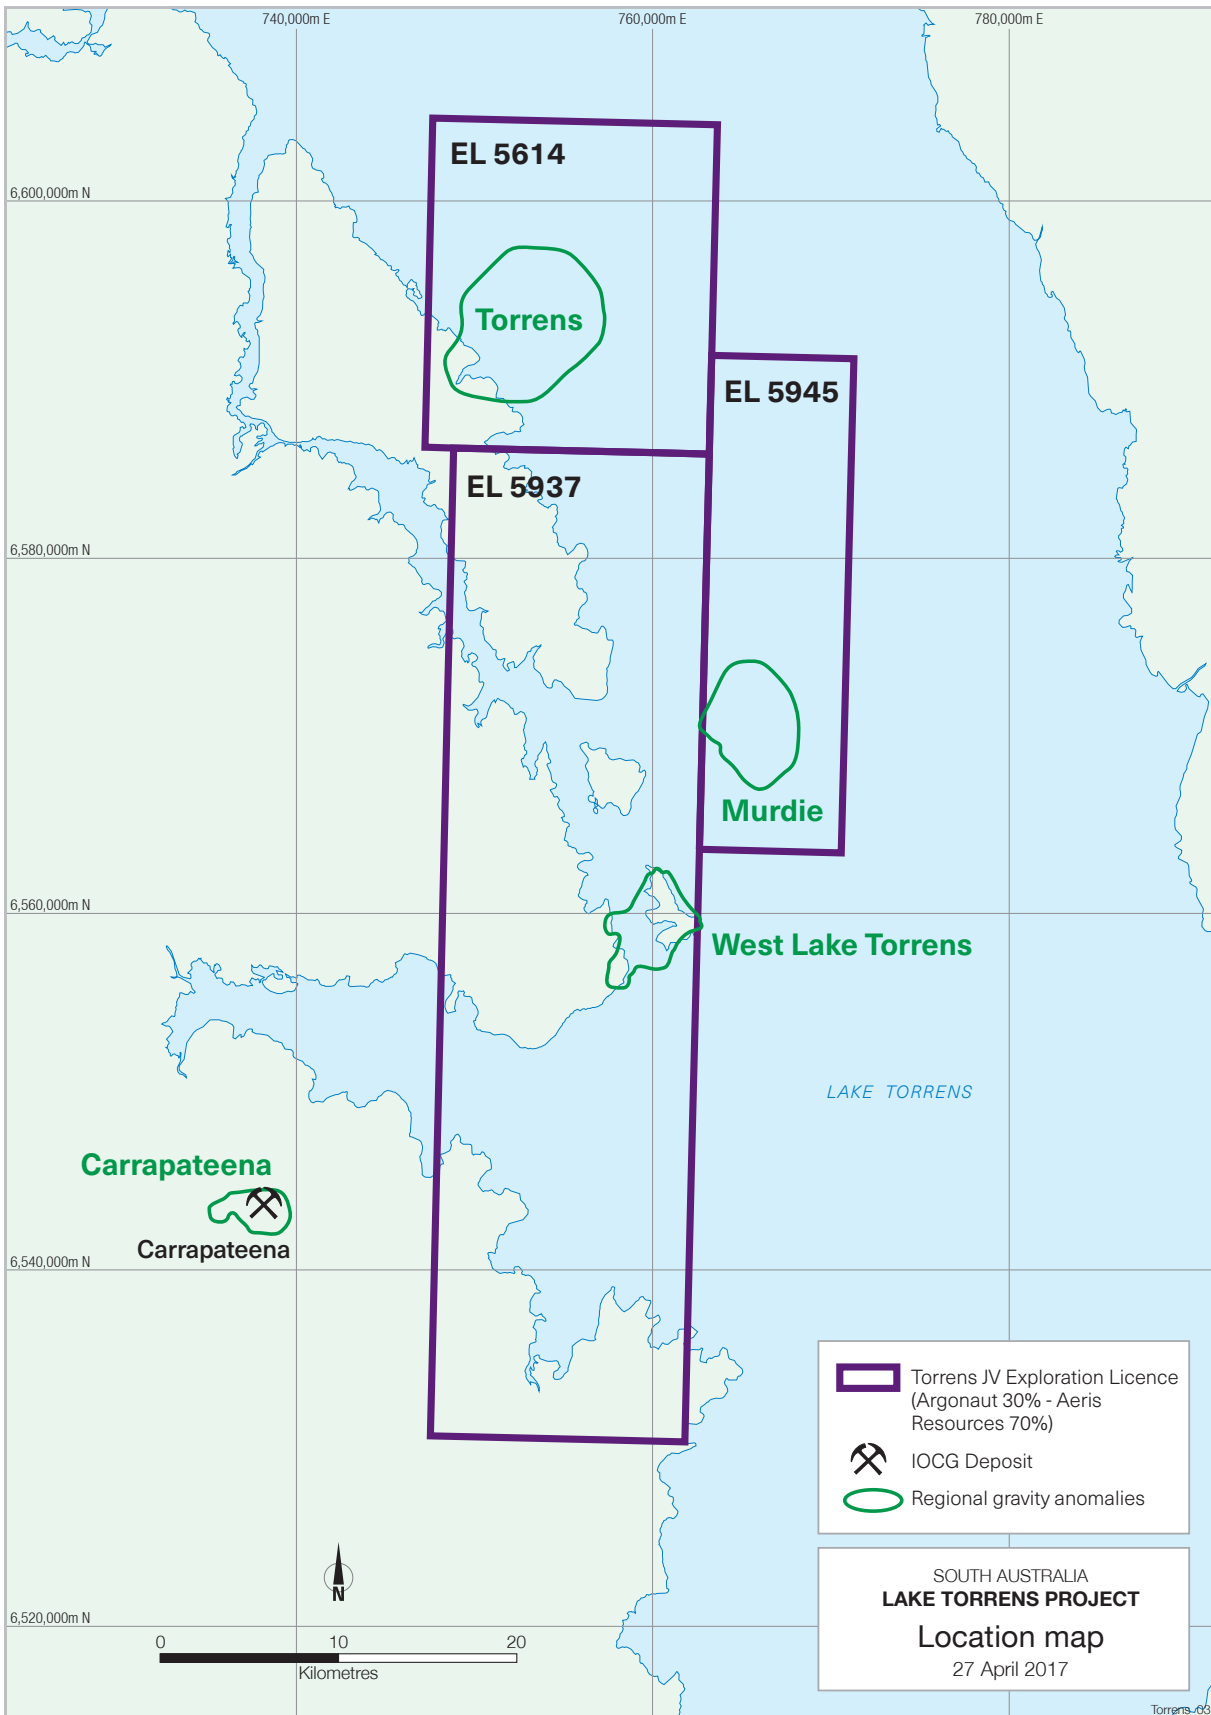 740,000m E
760,000m E
780,000m E
EL 5614
6,600,000m N
Torrens
EL 5945
EL 5937
6,580,000m N
Murdie
6,560,000m N
West Lake Torrens
LAKE TORRENS
Carrapateena
Carrapateena
6,540,000m N
Torrens JV Exploration Licence
(Argonaut 30% - Aeris
Resources 70%)
IOCG Deposit
Regional gravity anomalies
N
6,520,000m N
0 10 20
Kilometres
SOUTH AUSTRALIA
LAKE TORRENS PROJECT
Location map
27 April 2017
Torrens 03